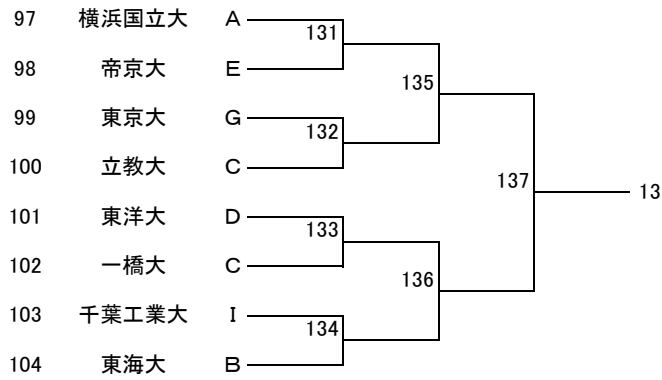 97 横浜国立大 A
131
98 帝京大 E
135
99 東京大 G
132
100 立教大 C
137
13
101 東洋大 D
133
102 一橋大 C
136
103 千葉工業大 I
134
104 東海大 B